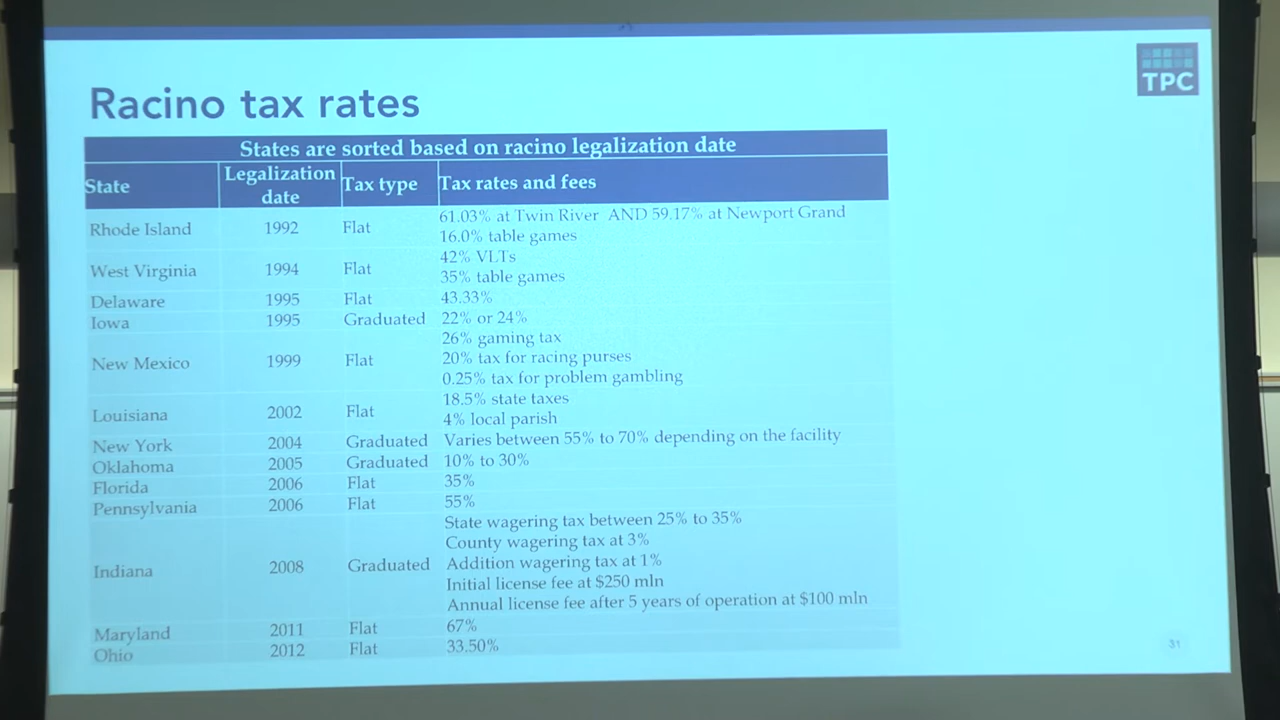 TPC
Racino tax rates
States are sorted based on racino legalization date
State Legalization date Tax type Tax rates and fees
Rhode Island 1992 Flat 61.03% at Twin River AND 59.17% at Newport Grand
16.0% table games
West Virginia 1994 Flat 42% VLTs
35% table games
Delaware 1995 Flat 43.33%
Iowa 1995 Graduated 22% or 24%
New Mexico 1999 Flat 26% gaming tax
20% tax for racing purses
0.25% tax for problem gambling
Louisiana 2002 Flat 18.5% state taxes
4% local parish
New York 2004 Graduated Varies between 55% to 70% depending on the facility
Oklahoma 2005 Graduated 10% to 30%
Florida 2006 Flat 35%
Pennsylvania 2006 Flat 55%
Indiana 2008 Graduated State wagering tax between 25% to 35%
County wagering tax at 3%
Addition wagering tax at 1%
Initial license fee at $250 mln
Annual license fee after 5 years of operation at $100 mln
Maryland 2011 Flat 67%
Ohio 2012 Flat 33.50%
31